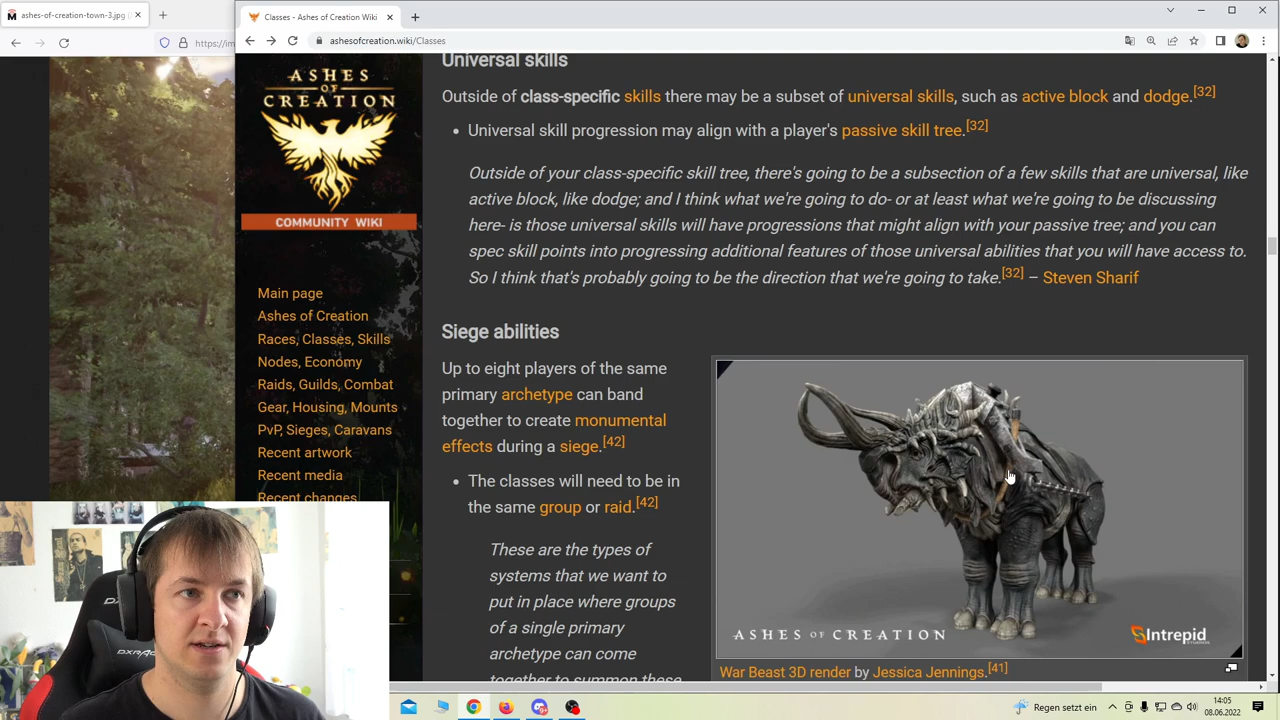 ashes-of-creation-town-3.jpg (
Classes - Ashes of Creation Wiki
https://im
ashesofcreation.wiki/Classes
ASHES
OF
CREATION
COMMUNITY WIKI
Main page
Ashes of Creation
Races, Classes, Skills
Nodes, Economy
Raids, Guilds, Combat
Gear, Housing, Mounts
PvP, Sieges, Caravans
Recent artwork
Recent media
Recent changes
Universal skills
Outside of class-specific skills there may be a subset of universal skills, such as active block and dodge.[32]
• Universal skill progression may align with a player's passive skill tree.[32]
Outside of your class-specific skill tree, there's going to be a subsection of a few skills that are universal, like
active block, like dodge; and I think what we're going to do- or at least what we're going to be discussing
here- is those universal skills will have progressions that might align with your passive tree; and you can
spec skill points into progressing additional features of those universal abilities that you will have access to.
So I think that's probably going to be the direction that we're going to take.[32] – Steven Sharif
Siege abilities
Up to eight players of the same
primary archetype can band
together to create monumental
effects during a siege.[42]
• The classes will need to be in
the same group or raid.[42]
These are the types of
systems that we want to
put in place where groups
of a single primary
archetype can come
together to summon these
ASHES OF CREATION
Intrepid
STUDIOS
War Beast 3D render by Jessica Jennings.[41]
DXRAC
Regen setzt ein
14:05
08.06.2022